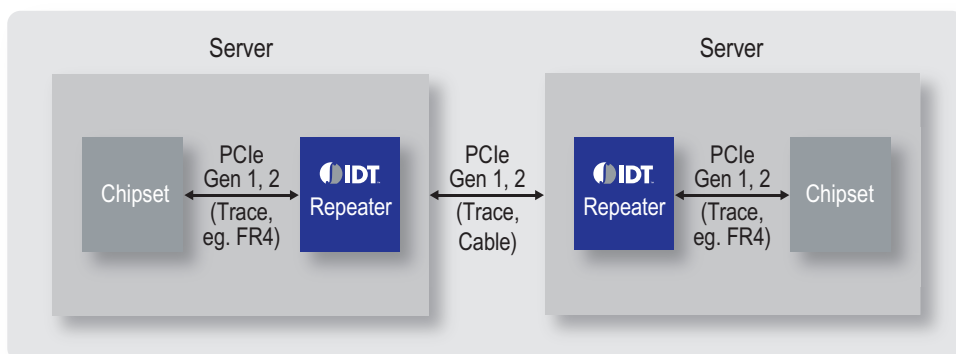 Server
Server
Chipset
PCIe
Gen 1, 2
(Trace,
eg. FR4)
IDT
Repeater
PCIe
Gen 1, 2
(Trace,
Cable)
IDT
Repeater
PCIe
Gen 1, 2
(Trace,
eg. FR4)
Chipset